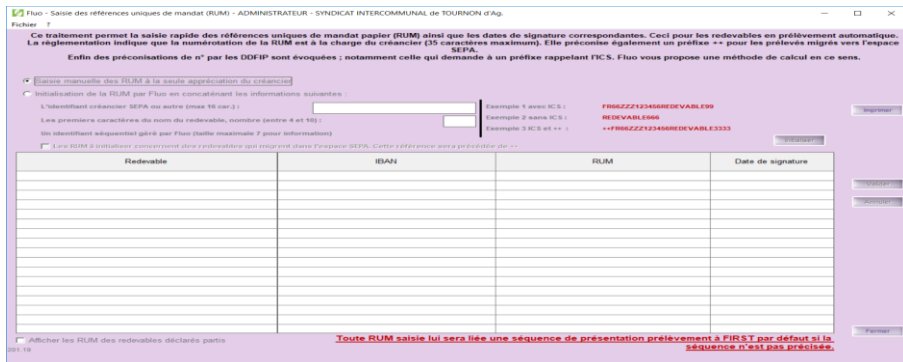 Fluo - Saisie des références uniques de mandat (RUM) - ADMINISTRATEUR - SYNDICAT INTERCOMMUNAL de TOURNON d'Ag.
Fichier ?
Ce traitement permet la saisie rapide des références uniques de mandat papier (RUM) ainsi que les dates de signature correspondantes. Ceci pour les redevables en prélèvement automatique.
La réglementation indique que la numérotation de la RUM est à la charge du créancier (35 caractères maximum). Elle préconise également un préfixe ++ pour les prélevés migrés vers l'espace
SEPA.
Enfin des préconisations de n° par les DDFIP sont évoquées ; notamment celle qui demande à un préfixe rappelant l'ICS. Fluo vous propose une méthode de calcul en ce sens.
Saisie manuelle des RUM à la seule appréciation du créancier
Initialisation de la RUM par Fluo en concaténant les informations suivantes :
L'identifiant créancier SEPA ou autre (max 16 car.) :
Exemple 1 avec ICS : FR66ZZZ123456REDEVABLE99
Imprimer
Les premiers caractères du nom du redevable, nombre (entre 4 et 10) :
Exemple 2 sans ICS : REDEVABLE666
Un identifiant séquentiel géré par Fluo (taille maximale 7 pour information)
Exemple 3 ICS et ++ : ++FR66ZZZ123456REDEVABLE3333
Initialiser
Les RUM à initialiser concernent des redevables qui migrent dans l'espace SEPA. Cette référence sera précédée de ++
Redevable IBAN RUM Date de signature
Valider
Annuler
Fermer
Afficher les RUM des redevables déclarés partis
Toute RUM saisie lui sera liée une séquence de présentation prélèvement à FIRST par défaut si la
séquence n'est pas précisée.